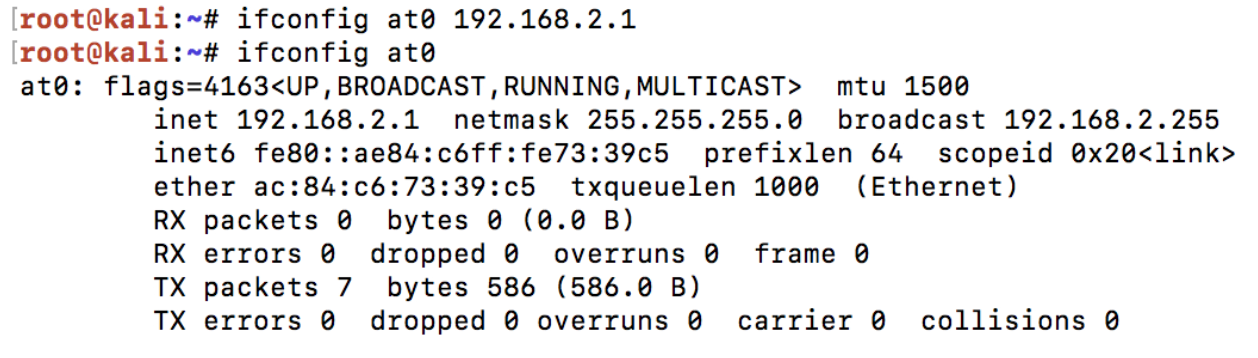 [root@kali:~# ifconfig at0 192.168.2.1
[root@kali:~# ifconfig at0
at0: flags=4163<UP,BROADCAST,RUNNING,MULTICAST>  mtu 1500
        inet 192.168.2.1  netmask 255.255.255.0  broadcast 192.168.2.255
        inet6 fe80::ae84:c6ff:fe73:39c5  prefixlen 64  scopeid 0x20<link>
        ether ac:84:c6:73:39:c5  txqueuelen 1000  (Ethernet)
        RX packets 0  bytes 0 (0.0 B)
        RX errors 0  dropped 0  overruns 0  frame 0
        TX packets 7  bytes 586 (586.0 B)
        TX errors 0  dropped 0 overruns 0  carrier 0  collisions 0